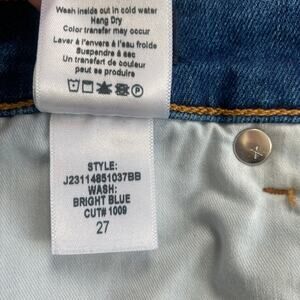 Wash inside out in cold water
Hang Dry
Color transfer may occur
Laver à l'envers à l'eau froide
Suspendre à sec
Un transfert de couleur
peut se produire
STYLE:
J23114851037BB
WASH:
BRIGHT BLUE
CUT# 1009
27